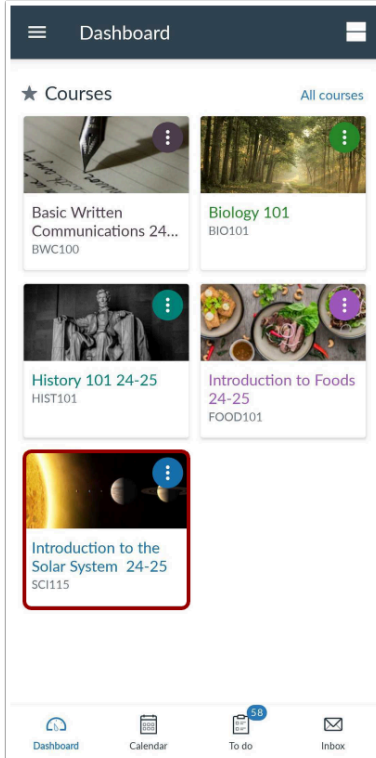 Dashboard
Courses
All courses
Basic Written
Communications 24...
BWC100
Biology 101
BIO101
History 101 24-25
HIST101
Introduction to Foods
24-25
FOOD101
Introduction to the
Solar System 24-25
SCI115
58
Dashboard
Calendar
To do
Inbox